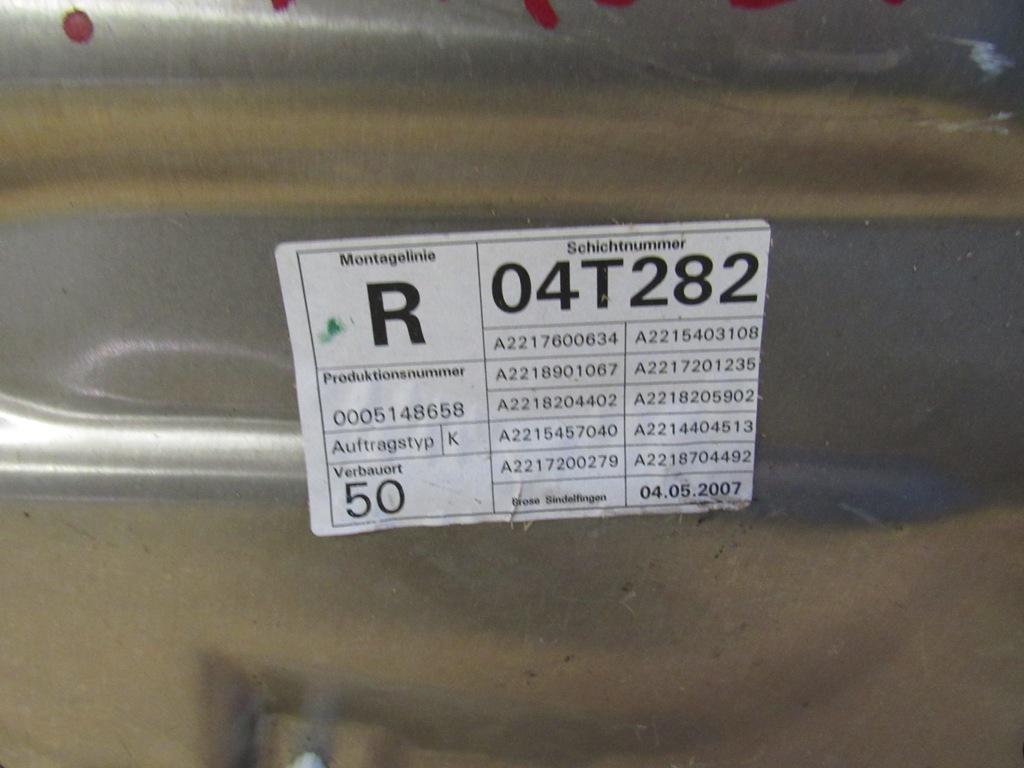 Montagelinie
R
Schichtnummer
04T282
Produktionsnummer
0005148658
Auftragstyp K
Verbauort
50
A2217600634 A2215403108
A2218901067 A2217201235
A2218204402 A2218205902
A2215457040 A2214404513
A2217200279 A2218704492
Brose Sindelfingen 04.05.2007